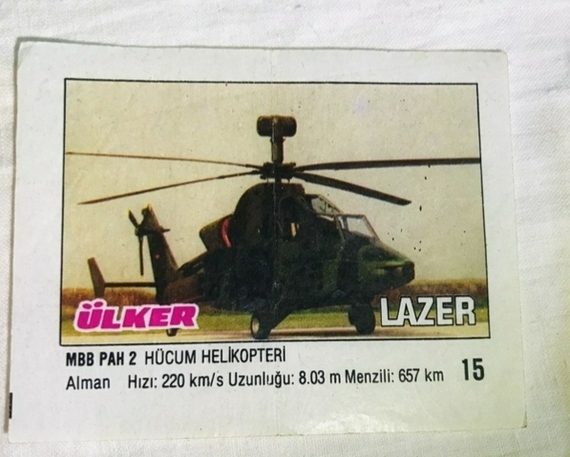 ÜLKER
LAZER
MBB PAH 2 HÜCUM HELİKOPTERİ
Alman Hızı: 220 km/s Uzunluğu: 8.03 m Menzili: 657 km 15